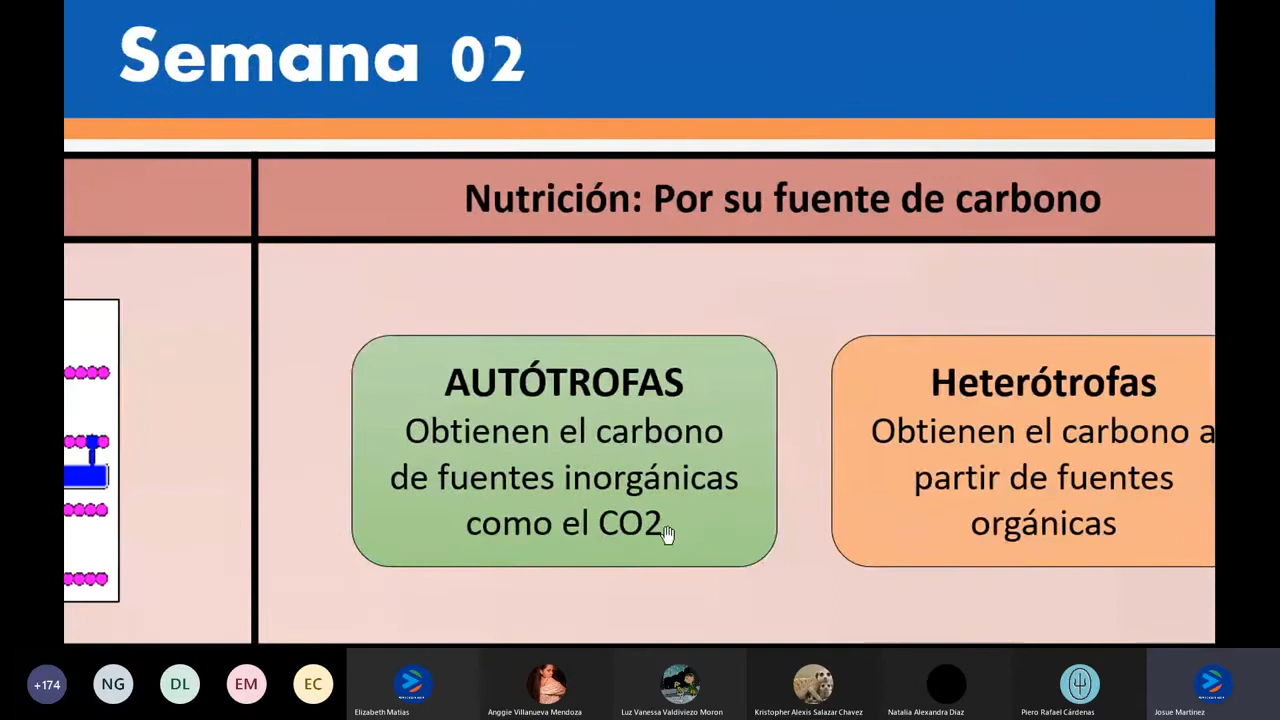 Semana 02
Nutrición: Por su fuente de carbono
AUTÓTROFAS
Obtienen el carbono
de fuentes inorgánicas
como el CO2
Heterótrofas
Obtienen el carbono a
partir de fuentes
orgánicas
+174
NG
DL
EM
EC
Elizabeth Matias
Anggie Villanueva Mendoza
Luz Vanessa Valdiviezo Moron
Kristopher Alexis Salazar Chavez
Natalia Alexandra Diaz
Piero Rafael Cárdenas
Josue Martinez